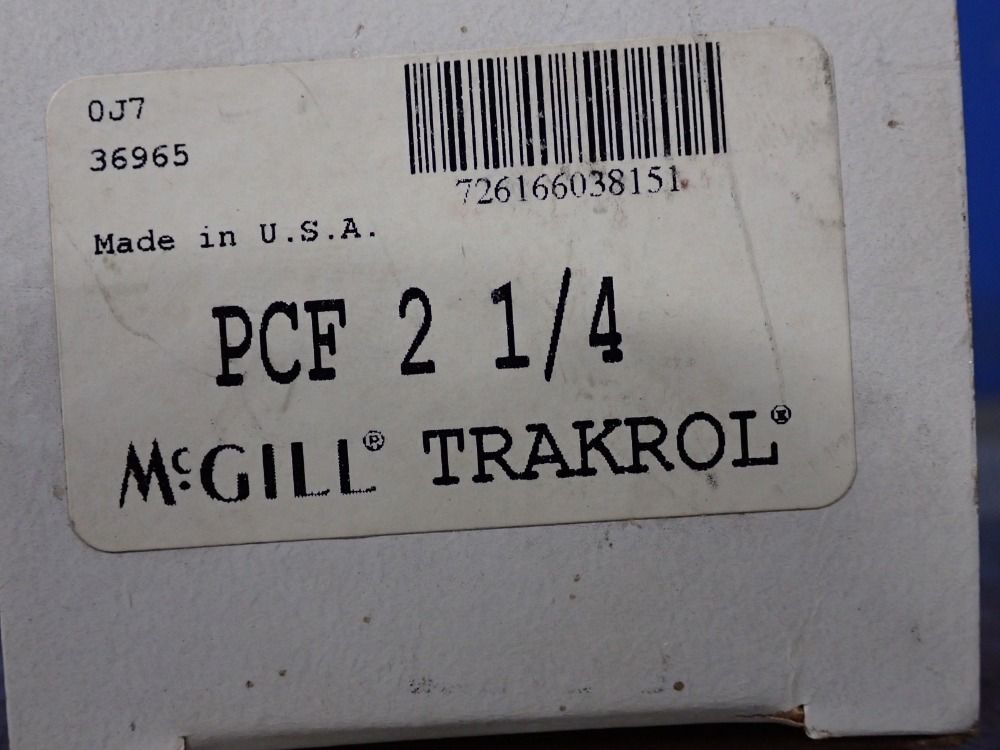 0J7
36965
726166038151
Made in U.S.A.
PCF 2 1/4
McGILL® TRAKROL®